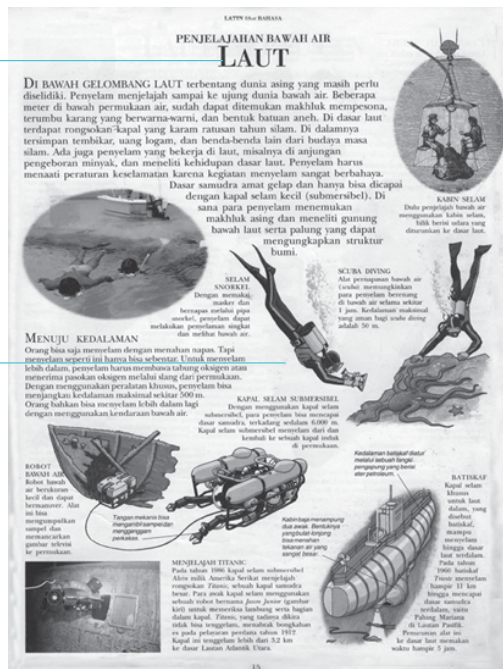 LATIN Eks BAHASA
PENJELAJAHAN BAWAH AIR
LAUT
DI BAWAH GELOMBANG LAUT terbentang dunia asing yang masih perlu
diselidiki. Penyelam menjelajah sampai ke ujung dunia bawah air. Beberapa
meter di bawah permukaan air, sudah dapat ditemukan makhluk mempesona,
terumbu karang yang berwarna-warni, dan bentuk batuan aneh. Di dasar laut
terdapat rongsokan kapal yang karam ratusan tahun silam. Di dalamnya
tersimpan tembikar, uang logam, dan benda-benda lain dari budaya masa
silam. Ada juga penyelam yang bekerja di laut, misalnya di anjungan
pengeboran minyak, dan meneliti kehidupan dasar laut. Penyelam harus
menaati peraturan keselamatan karena kegiatan menyelam sangat berbahaya.
Dasar samudra amat gelap dan hanya bisa dicapai
dengan kapal selam kecil (submersibel). Di
sana para penyelam menemukan
makhluk asing dan meneliti gunung
bawah laut serta palung yang dapat
mengungkapkan struktur
bumi.
KABIN SELAM
Dulu penjelajah bawah air
menggunakan kabin selam,
bilik berisi udara yang
diturunkan ke dasar laut.
SELAM
SNORKEL
Dengan memakai
masker dan
bernapas melalui pipa
snorkel, penyelam dapat
melakukan penyelaman singkat
dan melihat bawah air.
SCUBA DIVING
Alat pernapasan bawah air
(scuba) memungkinkan
para penyelam berenang
di bawah air selama sekitar
1 jam. Kedalaman maksimal
yang aman bagi scuba diving
adalah 50 m.
MENUJU KEDALAMAN
Orang bisa saja menyelam dengan menahan napas. Tapi
menyelam seperti ini hanya bisa sebentar. Untuk menyelam
lebih dalam, penyelam harus membawa tabung oksigen atau
menerima pasokan oksigen melalui slang dari permukaan.
Dengan menggunakan peralatan khusus, penyelam bisa
menjangkau kedalaman maksimal sekitar 500 m.
Orang bahkan bisa menyelam lebih dalam lagi
dengan menggunakan kendaraan bawah air.
KAPAL SELAM SUBMERSIBEL
Dengan menggunakan kapal selam
submersibel, para penyelam bisa mencapai
dasar samudra, terkadang sedalam 6.000 m.
Kapal selam submersibel menyelam dari dan
kembali ke sebuah kapal induk
di permukaan.
ROBOT
BAWAH AIR
Robot bawah
air berukuran
kecil dan dapat
bermanuver. Alat
ini bisa
mengumpulkan
sampel dan
memancarkan
gambar televisi
ke permukaan.
Tangan mekanis bisa
mengambil sampel dan
menggenggam
perkakas
Kabin baja menampung
dua awak. Bentuknya
yang bulat-lonjong
bisa menahan
tekanan air yang
sangat besar.
Kedalaman batiskaf diatur
melalui sebuah tangki
pengapung yang berisi
ater petroleum.
BATISKAF
Kapal selam
khusus
untuk laut
dalam, yang
disebut
batiskaf,
mampu
menyelam
hingga dasar
laut terdalam.
Pada tahun
1960 batiskaf
Trieste menyelam
hampir 11 km
hingga mencapai
dasar samudra
terdalam, yaitu
Palung Mariana
di Lautan Pasifik.
Penurunan alat ini
ke dasar laut memakan
waktu hampir 5 jam.
MENJELAJAH TITANIC
Pada tahun 1986 kapal selam submersibel
Alvin milik Amerika Serikat menjelajah
rongsokan Titanic, sebuah kapal samudra
besar. Para awak kapal selam menggunakan
sebuah robot bernama Jason Junior (gambar
kiri) untuk memeriksa lambung serta bagian
dalam kapal. Titanic, yang tadinya dikira
tidak bisa tenggelam, menabrak bongkahan
es pada pelayaran perdana tahun 1912.
Kapal ini tenggelam lebih dari 3,2 km
ke dasar Lautan Atlantik Utara.